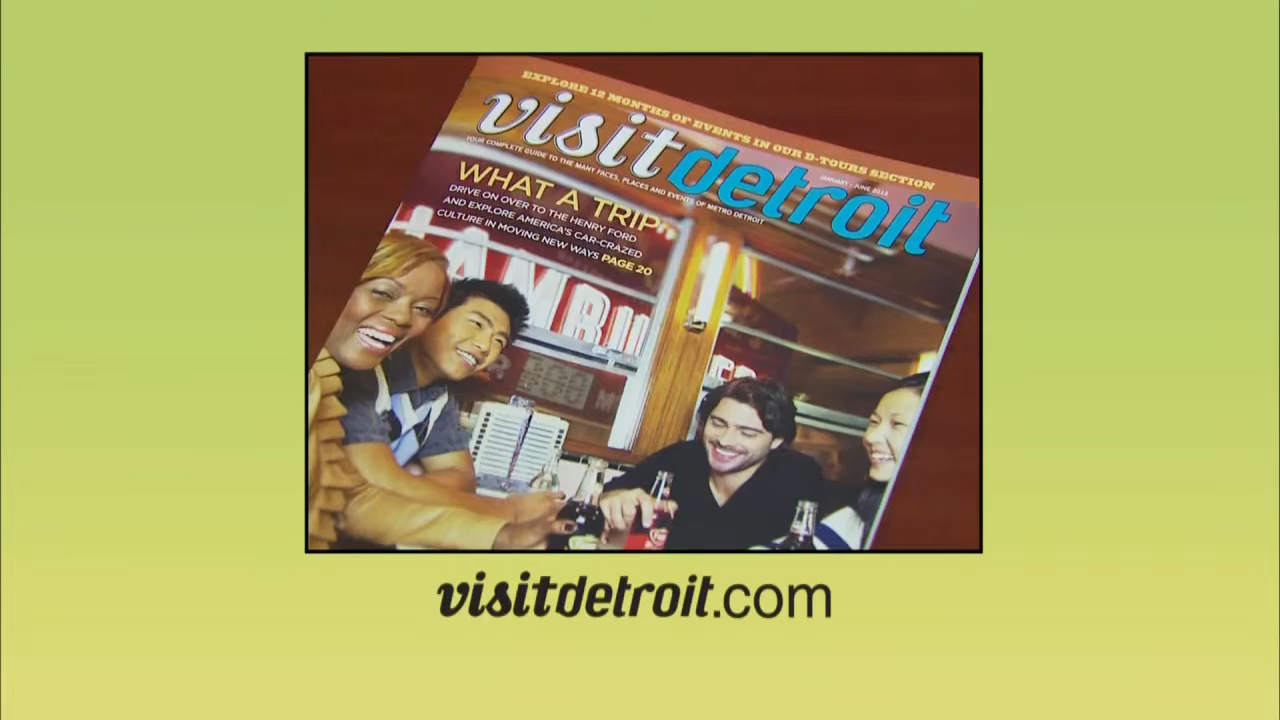 EXPLORE 12 MONTHS OF EVENTS IN OUR D-TOURS SECTION
visitdetroit
YOUR COMPLETE GUIDE TO THE MANY FACES, PLACES AND EVENTS OF METRO DETROIT
WHAT A TRIP
DRIVE ON OVER TO THE HENRY FORD
AND EXPLORE AMERICA'S CAR-CRAZED
CULTURE IN MOVING NEW WAYS PAGE 20
visitdetroit.com